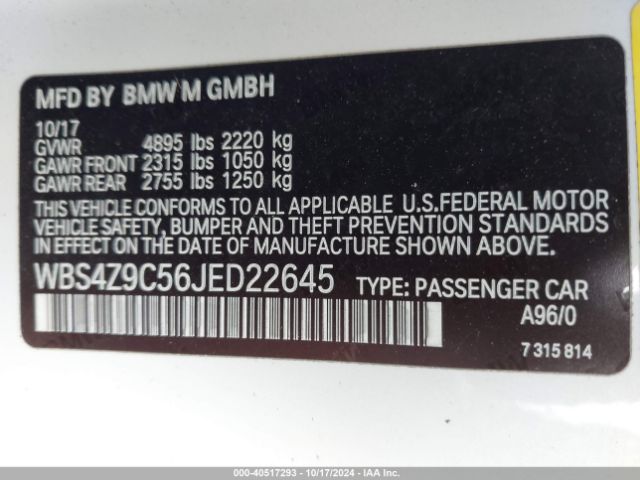 MFD BY BMW M GMBH
10/17
GVWR 4895 lbs 2220 kg
GAWR FRONT 2315 lbs 1050 kg
GAWR REAR 2755 lbs 1250 kg
THIS VEHICLE CONFORMS TO ALL APPLICABLE U.S.FEDERAL MOTOR
VEHICLE SAFETY, BUMPER AND THEFT PREVENTION STANDARDS
IN EFFECT ON THE DATE OF MANUFACTURE SHOWN ABOVE.
WBS4Z9C56JED22645 TYPE: PASSENGER CAR
A96/0
7 315 814
© - 40517293 - 10/17/2024 - IAA Inc.